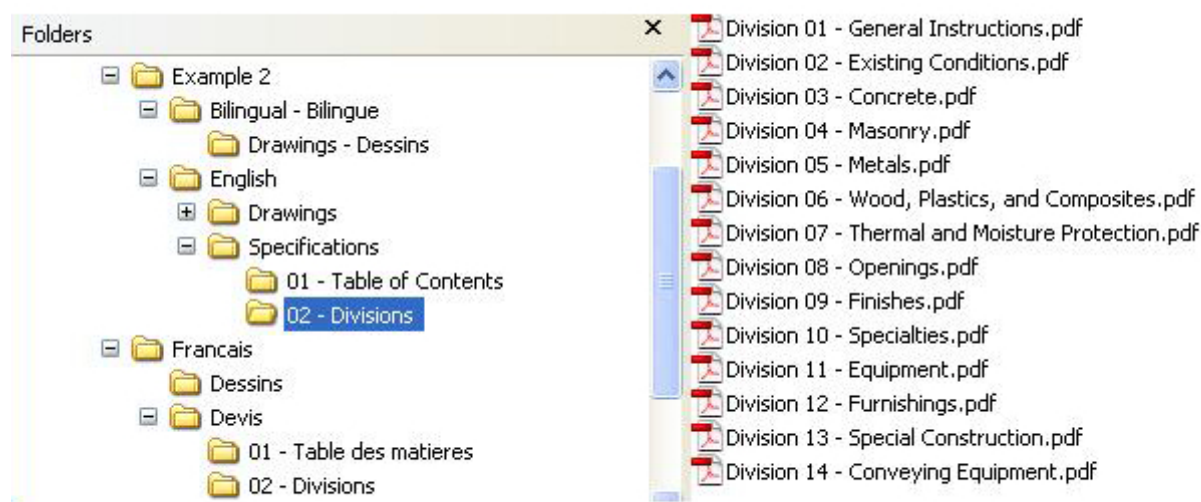 Folders
Example 2
Bilingual - Bilingue
Drawings - Dessins
English
Drawings
Specifications
01 - Table of Contents
02 - Divisions
Francais
Dessins
Devis
01 - Table des matieres
02 - Divisions
Division 01 - General Instructions.pdf
Division 02 - Existing Conditions.pdf
Division 03 - Concrete.pdf
Division 04 - Masonry.pdf
Division 05 - Metals.pdf
Division 06 - Wood, Plastics, and Composites.pdf
Division 07 - Thermal and Moisture Protection.pdf
Division 08 - Openings.pdf
Division 09 - Finishes.pdf
Division 10 - Specialties.pdf
Division 11 - Equipment.pdf
Division 12 - Furnishings.pdf
Division 13 - Special Construction.pdf
Division 14 - Conveying Equipment.pdf